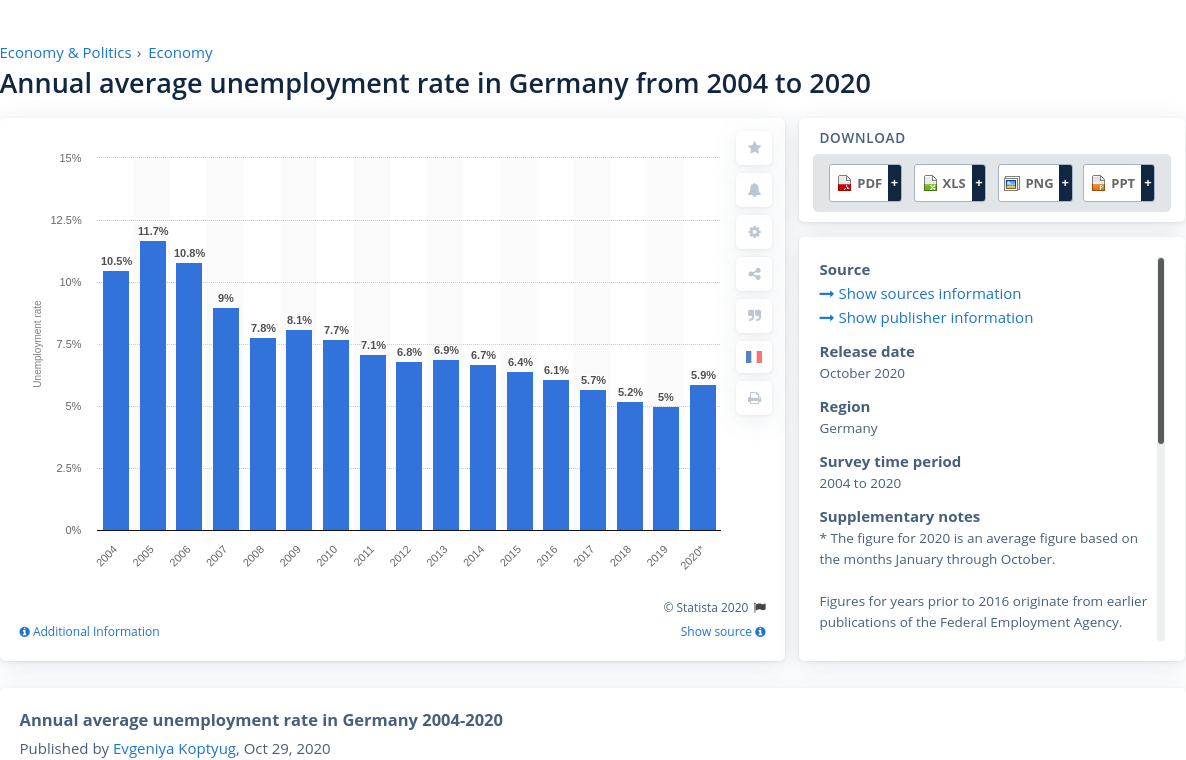 Economy & Politics › Economy
Annual average unemployment rate in Germany from 2004 to 2020
15%
12.5%
10%
7.5%
5%
2.5%
0%
Unemployment rate
10.5%
11.7%
10.8%
9%
7.8%
8.1%
7.7%
7.1%
6.8%
6.9%
6.7%
6.4%
6.1%
5.7%
5.2%
5%
5.9%
2004
2005
2006
2007
2008
2009
2010
2011
2012
2013
2014
2015
2016
2017
2018
2019
2020*
© Statista 2020
Additional Information
Show source
DOWNLOAD
PDF + XLS + PNG + PPT +
Source
Show sources information
Show publisher information
Release date
October 2020
Region
Germany
Survey time period
2004 to 2020
Supplementary notes
* The figure for 2020 is an average figure based on
the months January through October.
Figures for years prior to 2016 originate from earlier
publications of the Federal Employment Agency.
Annual average unemployment rate in Germany 2004-2020
Published by Evgeniya Koptyug, Oct 29, 2020